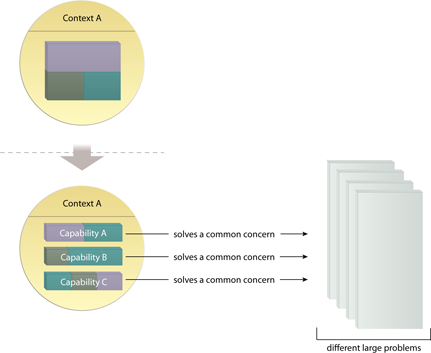 Context A
Context A
Capability A
solves a common concern
Capability B
solves a common concern
Capability C
solves a common concern
different large problems